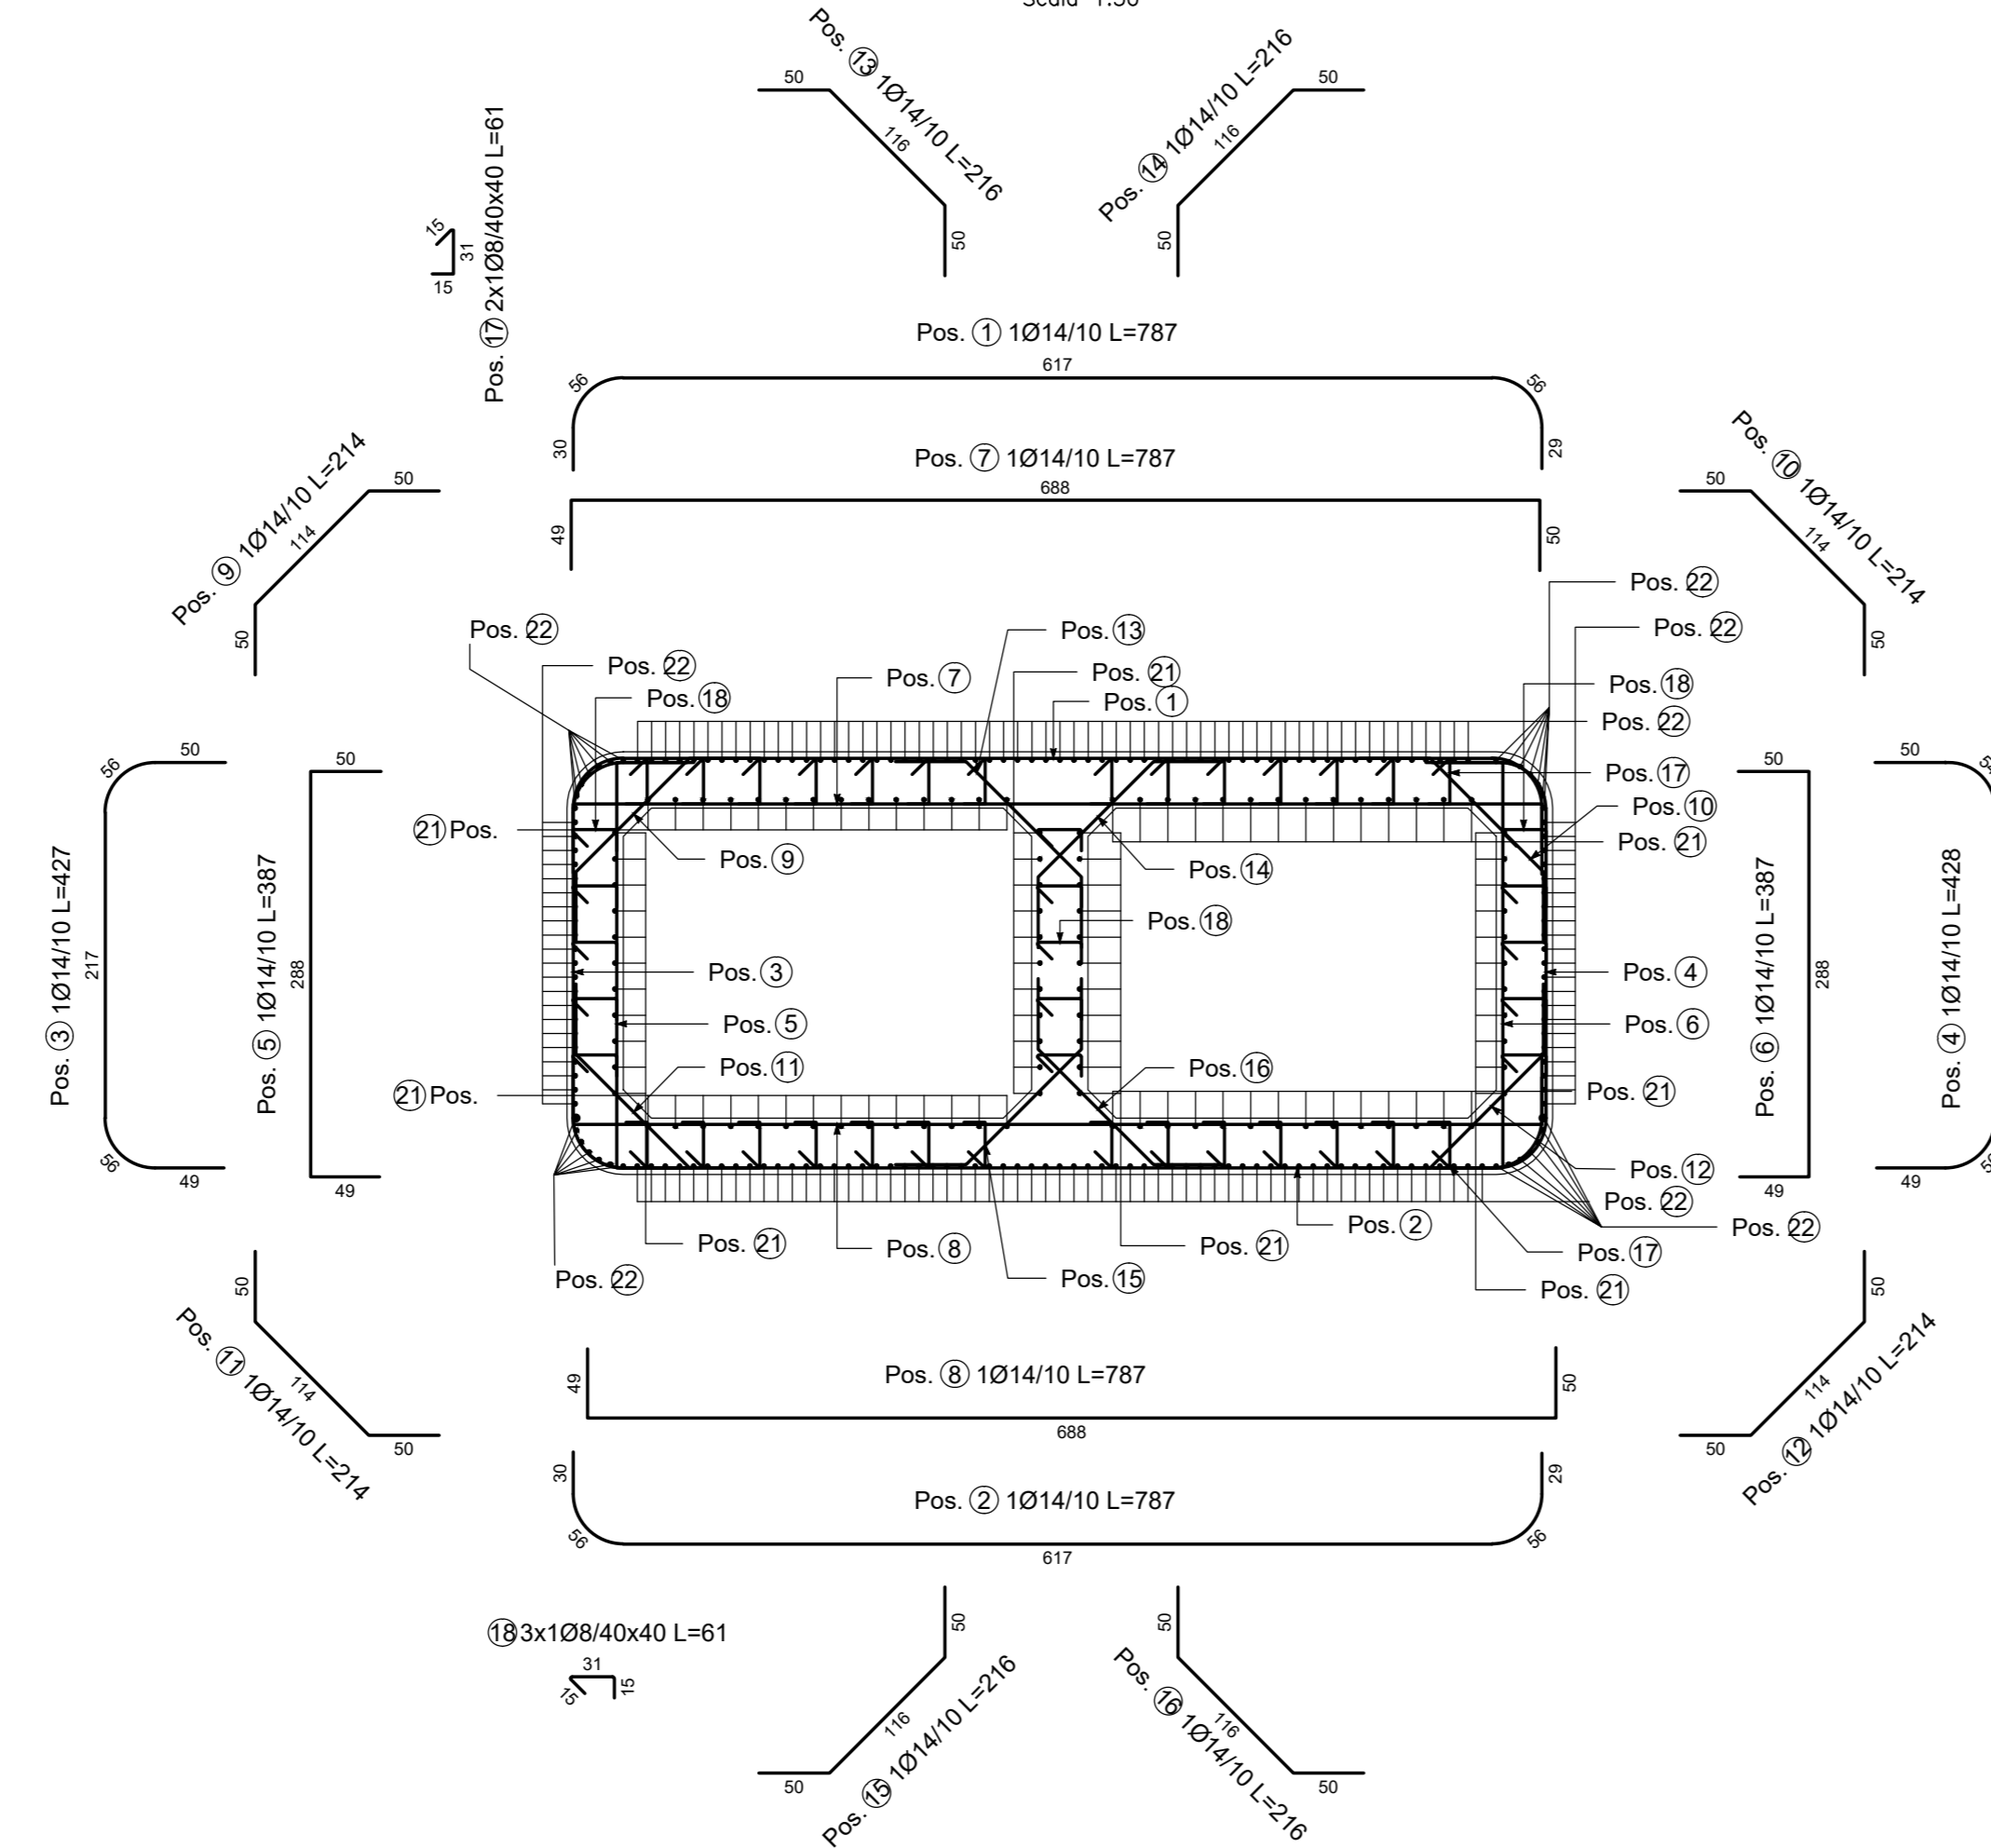 Scala 1:50
Pos. 13 1Ø14/10 L=216
50
116
50
Pos. 14 1Ø14/10 L=216
50
116
50
Pos. 17 2x1Ø8/40x40 L=61
15
31
15
Pos. 1 1Ø14/10 L=787
617
56
56
30
29
Pos. 7 1Ø14/10 L=787
688
49
50
Pos. 9 1Ø14/10 L=214
50
114
50
Pos. 10 1Ø14/10 L=214
50
114
50
Pos. 22
Pos. 22
Pos. 22
Pos. 13
Pos. 22
Pos. 21
Pos. 7
Pos. 18
Pos. 18
Pos. 1
Pos. 22
Pos. 17
Pos. 10
21 Pos.
Pos. 21
Pos. 9
Pos. 14
Pos. 18
Pos. 3
Pos. 4
Pos. 5
Pos. 6
Pos. 11
Pos. 16
21 Pos.
Pos. 21
Pos. 12
Pos. 22
Pos. 2
Pos. 22
Pos. 21
Pos. 8
Pos. 21
Pos. 17
Pos. 22
Pos. 15
Pos. 21
Pos. 3 1Ø14/10 L=427
50
56
217
56
49
Pos. 5 1Ø14/10 L=387
50
288
49
Pos. 6 1Ø14/10 L=387
50
288
49
Pos. 4 1Ø14/10 L=428
50
49
Pos. 11 1Ø14/10 L=214
50
114
50
Pos. 12 1Ø14/10 L=214
50
114
50
Pos. 8 1Ø14/10 L=787
49
50
688
Pos. 2 1Ø14/10 L=787
30
29
56
56
617
18 3x1Ø8/40x40 L=61
31
15
15
Pos. 15 1Ø14/10 L=216
50
116
50
Pos. 16 1Ø14/10 L=216
50
116
50